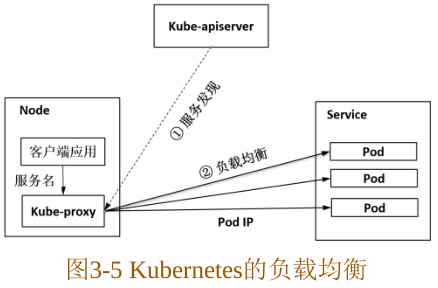 Kube-apiserver
① 服务发现
Node
客户端应用
服务名
Kube-proxy
② 负载均衡
Pod IP
Service
Pod
Pod
Pod
图3-5 Kubernetes的负载均衡